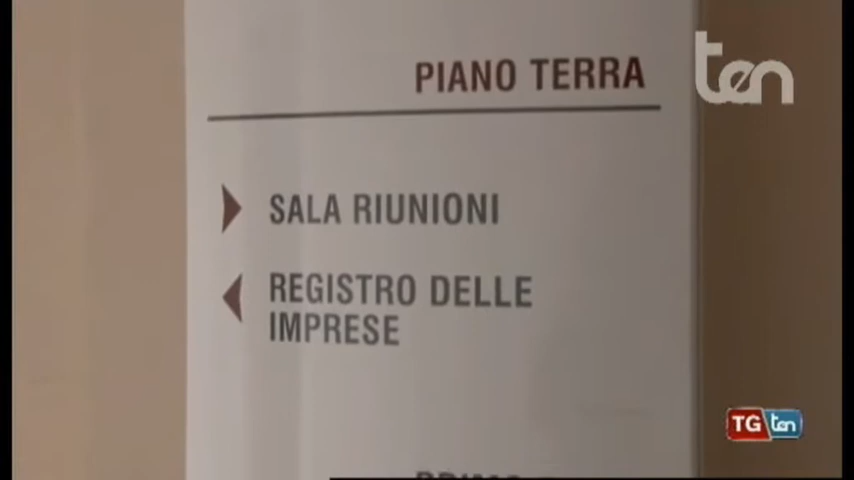 PIANO TERRA
ten
SALA RIUNIONI
REGISTRO DELLE
IMPRESE
TG ten